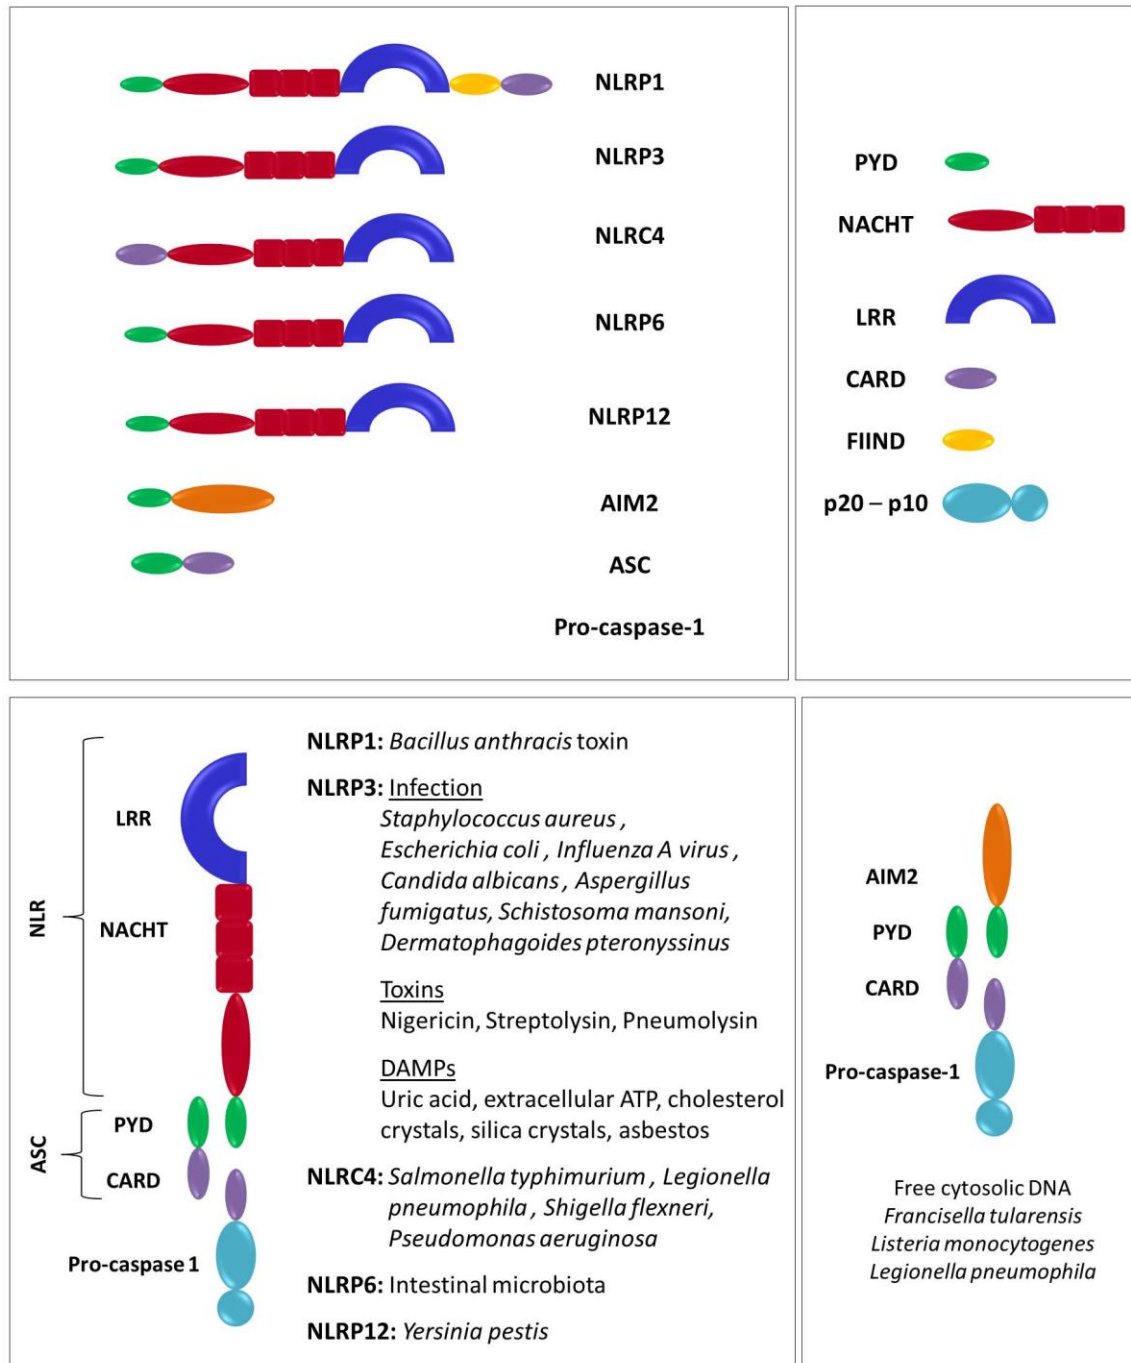 NLRP1
NLRP3
NLRC4
NLRP6
NLRP12
AIM2
ASC
Pro-caspase-1
PYD
NACHT
LRR
CARD
FIIND
p20 – p10
NLR
LRR
NACHT
ASC
PYD
CARD
Pro-caspase 1
NLRP1: Bacillus anthracis toxin
NLRP3: Infection
Staphylococcus aureus ,
Escherichia coli , Influenza A virus ,
Candida albicans , Aspergillus
fumigatus, Schistosoma mansoni,
Dermatophagoides pteronyssinus
Toxins
Nigericin, Streptolysin, Pneumolysin
DAMPs
Uric acid, extracellular ATP, cholesterol
crystals, silica crystals, asbestos
NLRC4: Salmonella typhimurium , Legionella
pneumophila , Shigella flexneri,
Pseudomonas aeruginosa
NLRP6: Intestinal microbiota
NLRP12: Yersinia pestis
AIM2
PYD
CARD
Pro-caspase-1
Free cytosolic DNA
Francisella tularensis
Listeria monocytogenes
Legionella pneumophila